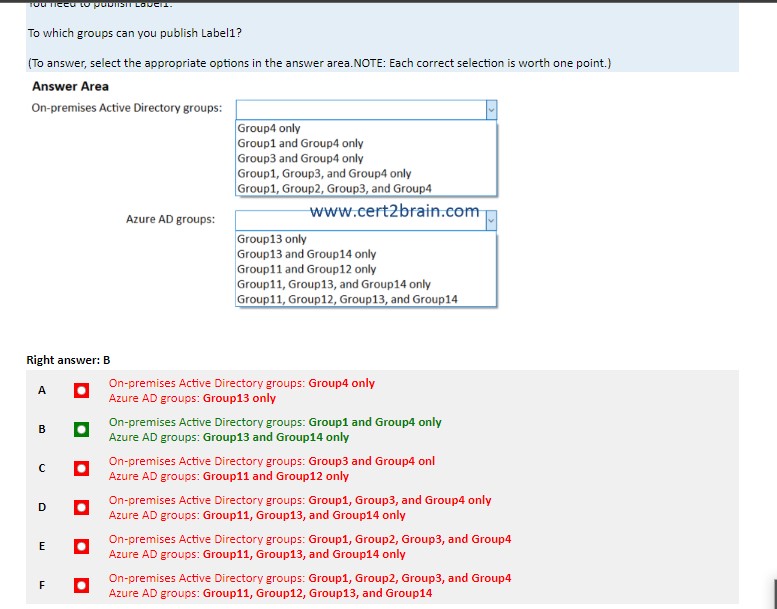 You need to publish Label1.
To which groups can you publish Label1?
(To answer, select the appropriate options in the answer area.NOTE: Each correct selection is worth one point.)
Answer Area
On-premises Active Directory groups:
Group4 only
Group1 and Group4 only
Group3 and Group4 only
Group1, Group3, and Group4 only
Group1, Group2, Group3, and Group4
www.cert2brain.com
Azure AD groups:
Group13 only
Group13 and Group14 only
Group11 and Group12 only
Group11, Group13, and Group14 only
Group11, Group12, Group13, and Group14
Right answer: B
A
On-premises Active Directory groups: Group4 only
Azure AD groups: Group13 only
B
On-premises Active Directory groups: Group1 and Group4 only
Azure AD groups: Group13 and Group14 only
C
On-premises Active Directory groups: Group3 and Group4 onl
Azure AD groups: Group11 and Group12 only
D
On-premises Active Directory groups: Group1, Group3, and Group4 only
Azure AD groups: Group11, Group13, and Group14 only
E
On-premises Active Directory groups: Group1, Group2, Group3, and Group4
Azure AD groups: Group11, Group13, and Group14 only
F
On-premises Active Directory groups: Group1, Group2, Group3, and Group4
Azure AD groups: Group11, Group12, Group13, and Group14